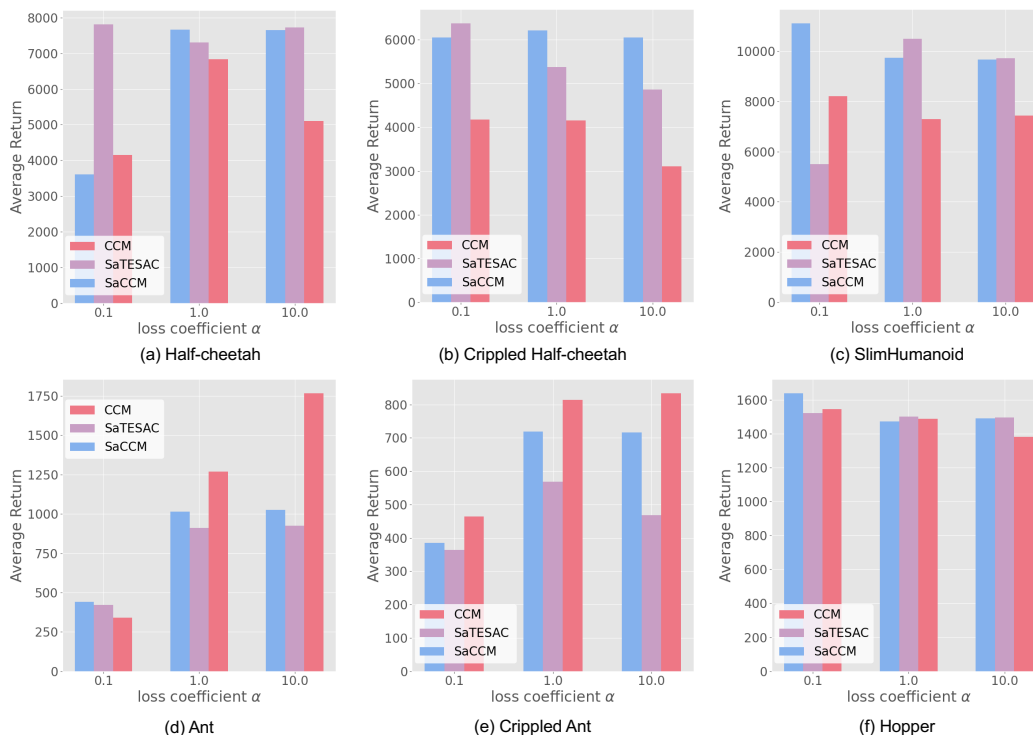 8000
7000
6000
5000
4000
3000
2000
1000
0
Average Return
CCM
SaTESAC
SaCCM
0.1 1.0 10.0
loss coefficient α
(a) Half-cheetah
6000
5000
4000
3000
2000
1000
0
Average Return
CCM
SaTESAC
SaCCM
0.1 1.0 10.0
loss coefficient α
(b) Crippled Half-cheetah
10000
8000
6000
4000
2000
0
Average Return
CCM
SaTESAC
SaCCM
0.1 1.0 10.0
loss coefficient α
(c) SlimHumanoid
1750
1500
1250
1000
750
500
250
0
Average Return
CCM
SaTESAC
SaCCM
0.1 1.0 10.0
loss coefficient α
(d) Ant
800
700
600
500
400
300
200
100
0
Average Return
CCM
SaTESAC
SaCCM
0.1 1.0 10.0
loss coefficient α
(e) Crippled Ant
1600
1400
1200
1000
800
600
400
200
0
Average Return
CCM
SaTESAC
SaCCM
0.1 1.0 10.0
loss coefficient α
(f) Hopper